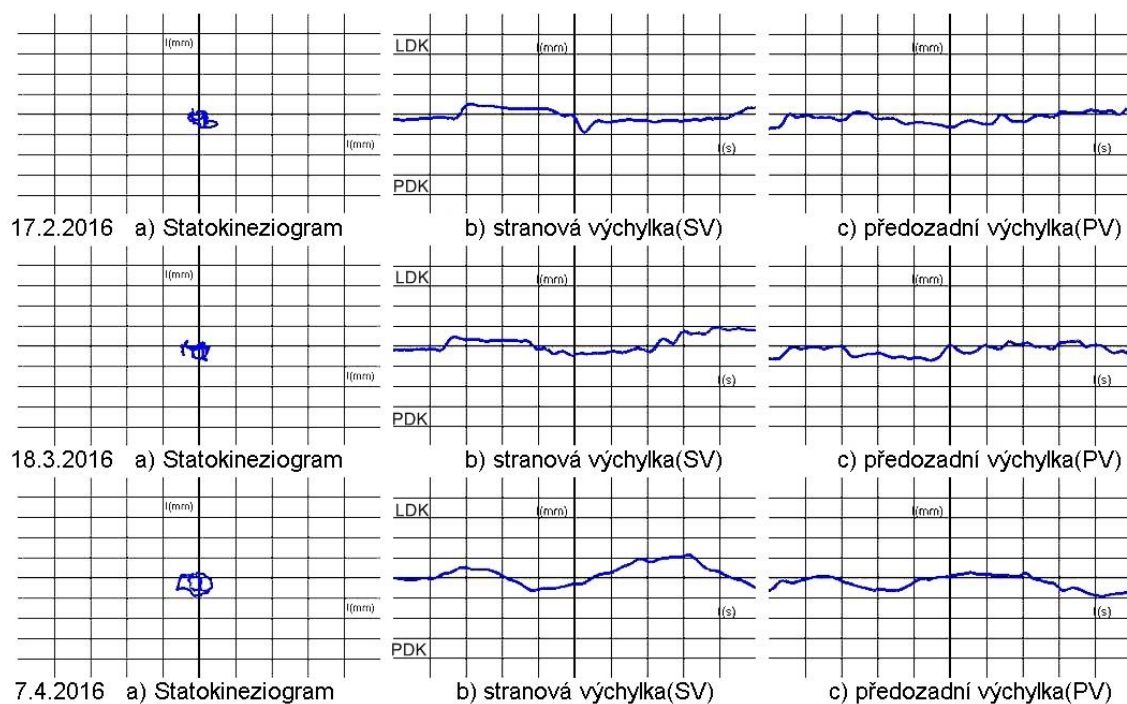 l(mm)
l(mm)
LDK
l(mm)
l(s)
PDK
l(mm)
l(s)
17.2.2016 a) Statokineziogram b) stranová výchylka(SV) c) předozadní výchylka(PV)
l(mm)
l(mm)
LDK
l(mm)
l(s)
PDK
l(mm)
l(s)
18.3.2016 a) Statokineziogram b) stranová výchylka(SV) c) předozadní výchylka(PV)
l(mm)
l(mm)
LDK
l(mm)
l(s)
PDK
l(mm)
l(s)
7.4.2016 a) Statokineziogram b) stranová výchylka(SV) c) předozadní výchylka(PV)